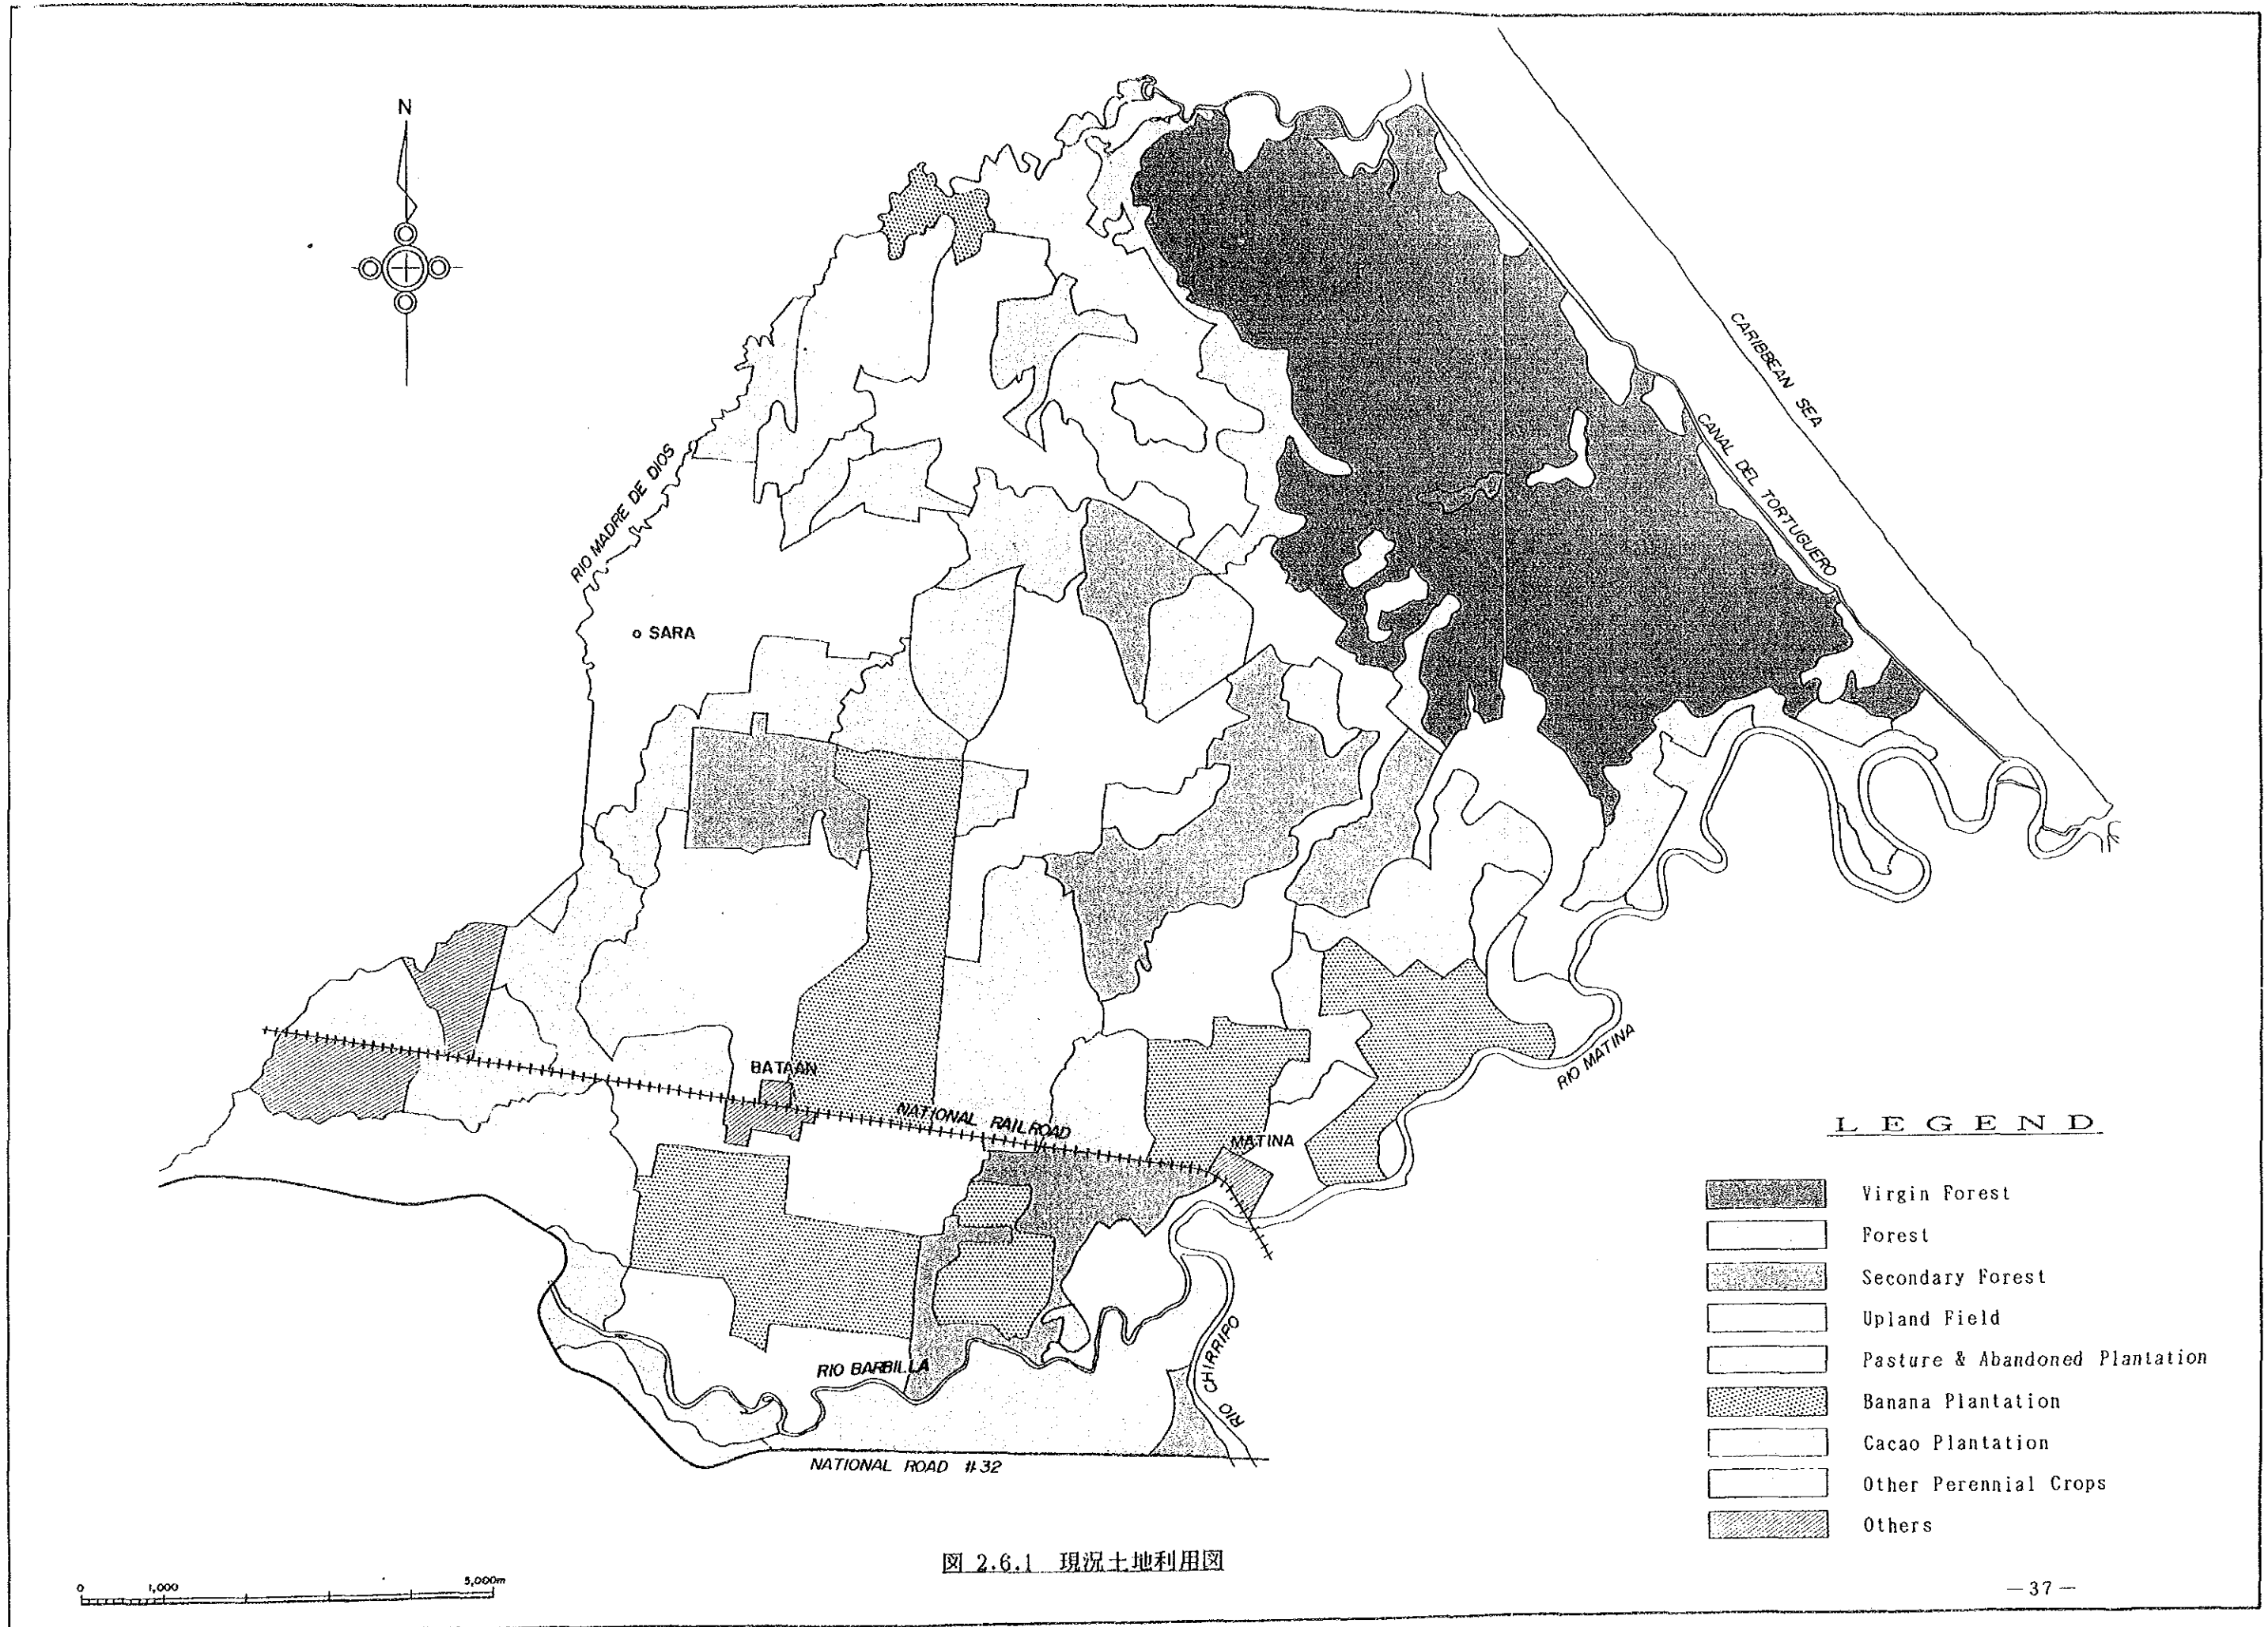 N
CARIBBEAN SEA
CANAL DEL TORTUGUERO
RIO MADRE DE DIOS
SARA
BATAAN
NATIONAL RAILROAD
MATINA
RIO MATINA
RIO BARBILLA
RIO CHIRRIPO
NATIONAL ROAD #32
LEGEND
Virgin Forest
Forest
Secondary Forest
Upland Field
Pasture & Abandoned Plantation
Banana Plantation
Cacao Plantation
Other Perennial Crops
Others
図 2.6.1 現況土地利用図
0 1,000 5,000m
—37—